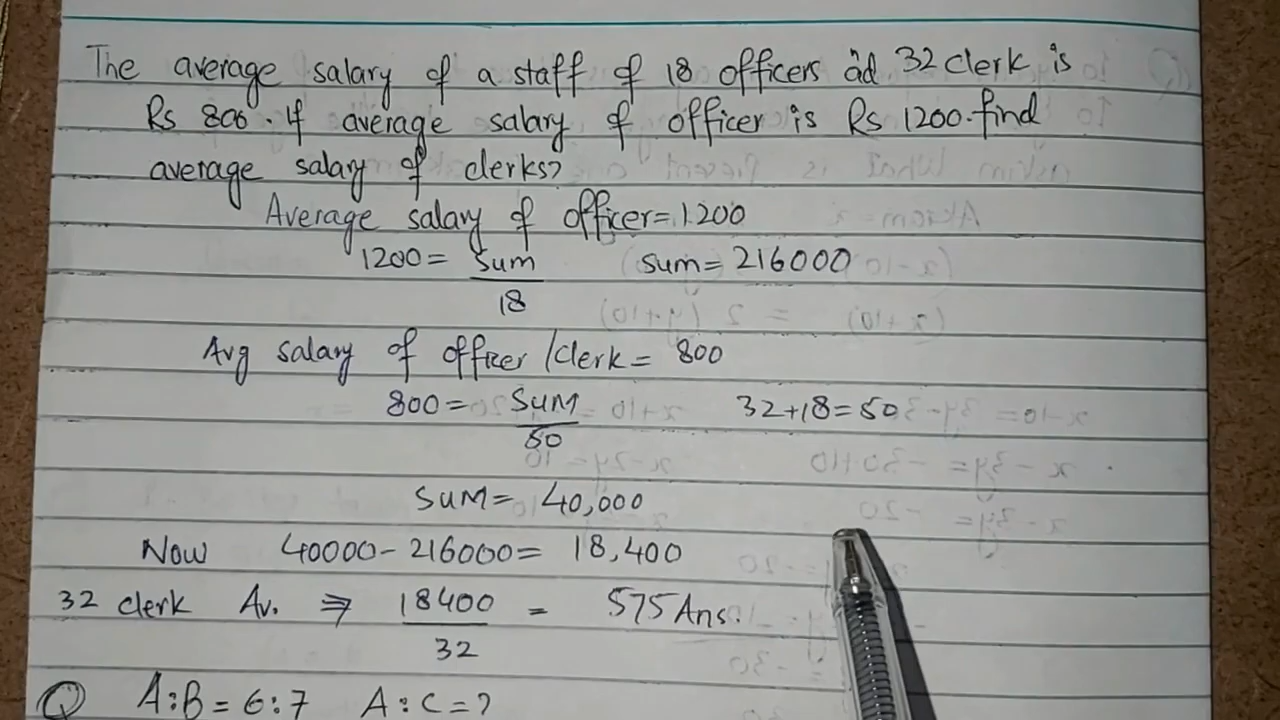 The average salary of a staff of 18 officers ad 32 clerk is
Rs 800. If average salary of officer is Rs 1200. find
average salary of clerks?
Average salary of officer = 1200
1200 = Sum / 18 sum = 216000
Avg salary of officer / clerk = 800
800 = Sum / 50 32+18=50
Sum = 40,000
Now 40000 - 216000 = 18,400
32 clerk Av. ⇒ 18400 / 32 = 575 Ans.
Q A:B = 6:7 A:C = ?